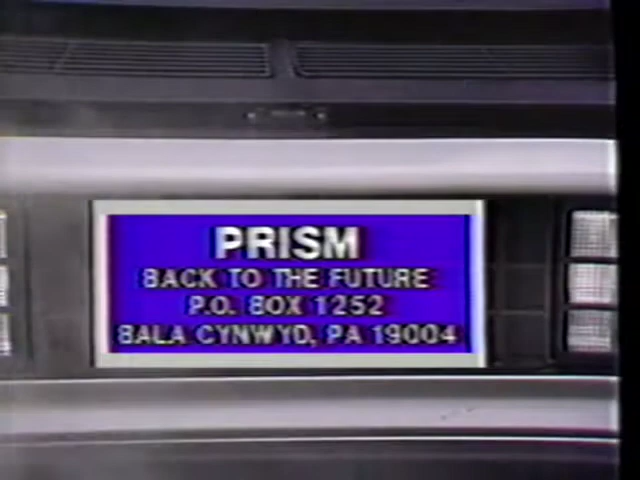 PRISM
BACK TO THE FUTURE
P.O. BOX 1252
BALA CYNWYD, PA 19004